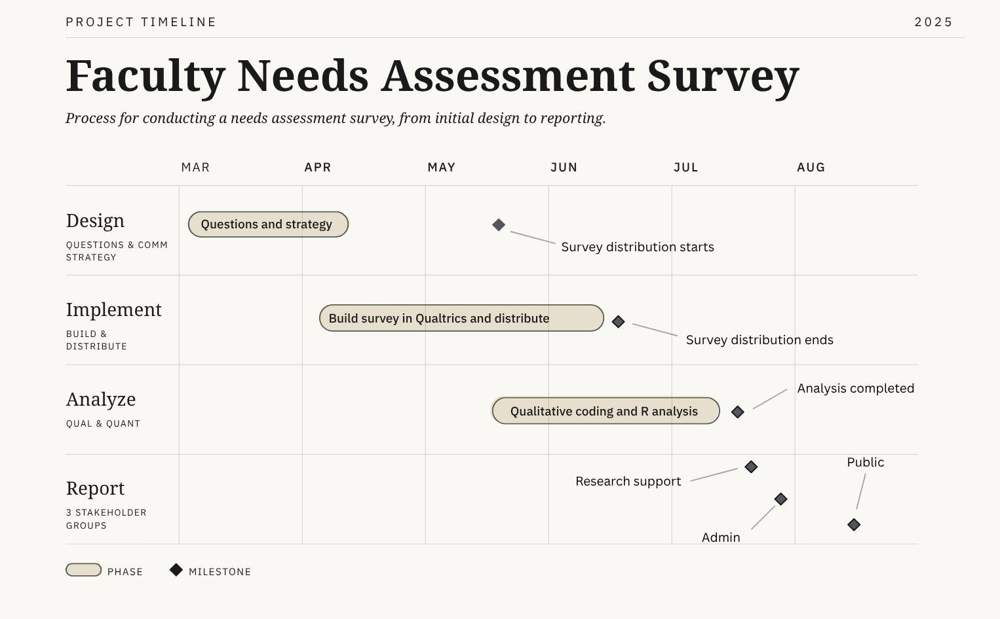 PROJECT TIMELINE
2025
Faculty Needs Assessment Survey
Process for conducting a needs assessment survey, from initial design to reporting.
MAR APR MAY JUN JUL AUG
Design
QUESTIONS & COMM
STRATEGY
Questions and strategy
Survey distribution starts
Implement
BUILD &
DISTRIBUTE
Build survey in Qualtrics and distribute
Survey distribution ends
Analyze
QUAL & QUANT
Qualitative coding and R analysis
Analysis completed
Report
3 STAKEHOLDER
GROUPS
Research support
Admin
Public
PHASE
MILESTONE